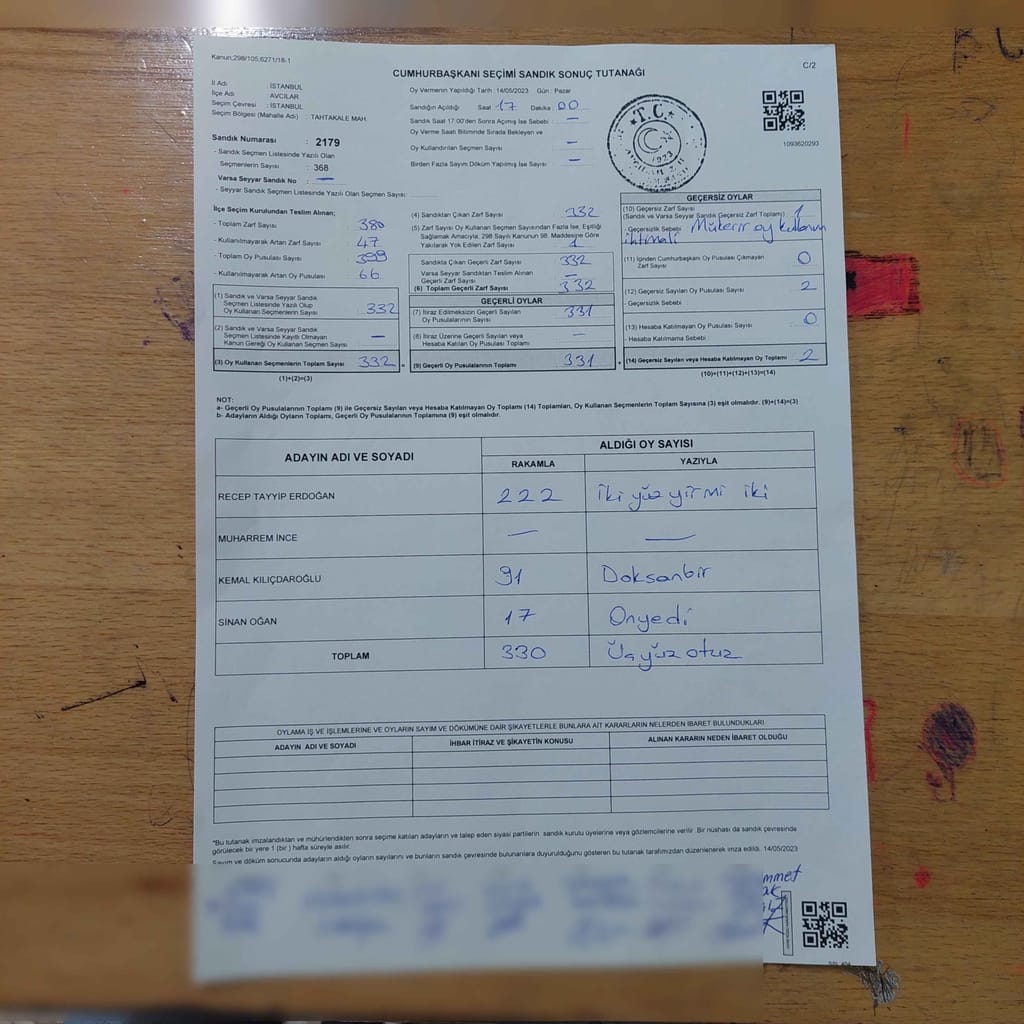 Kanun;298/105;6271/18-1
C/2
CUMHURBAŞKANI SEÇİMİ SANDIK SONUÇ TUTANAĞI
İl Adı : İSTANBUL
İlçe Adı : AVCILAR
Seçim Çevresi : İSTANBUL
Seçim Bölgesi (Mahalle Adı) : TAHTAKALE MAH.
Sandık Numarası : 2179
- Sandık Seçmen Listesinde Yazılı Olan
Seçmenlerin Sayısı : 368
Varsa Seyyar Sandık No : —
- Seyyar Sandık Seçmen Listesinde Yazılı Olan Seçmen Sayısı
Oy Vermenin Yapıldığı Tarih :14/05/2023 Gün : Pazar
Sandığın Açıldığı Saat 17 Dakika 00
Sandık Saat 17:00'den Sonra Açılmış İse Sebebi —
Oy Verme Saati Bitiminde Sırada Bekleyen ve
Oy Kullandırılan Seçmen Sayısı —
Birden Fazla Sayım Döküm Yapılmış İse Sayısı —
T.C.
1923
1093620293
İlçe Seçim Kurulundan Teslim Alınan;
- Toplam Zarf Sayısı 380
- Kullanılmayarak Artan Zarf Sayısı 47
- Toplam Oy Pusulası Sayısı 399
- Kullanılmayarak Artan Oy Pusulası 66
(1) Sandık ve Varsa Seyyar Sandık
Seçmen Listesinde Yazılı Olup
Oy Kullanan Seçmenlerin Sayısı 332
(2) Sandık ve Varsa Seyyar Sandık
Seçmen Listesinde Kayıtlı Olmayan
Kanun Gereği Oy Kullanan Seçmen Sayısı —
(3) Oy Kullanan Seçmenlerin Toplam Sayısı 332 =
(1)+(2)=(3)
(4) Sandıktan Çıkan Zarf Sayısı 332
(5) Zarf Sayısı Oy Kullanan Seçmen Sayısından Fazla İse, Eşitliği
Sağlamak Amacıyla; 298 Sayılı Kanunun 98. Maddesine Göre
Yakılarak Yok Edilen Zarf Sayısı 1
Sandıkta Çıkan Geçerli Zarf Sayısı 332
Varsa Seyyar Sandıktan Teslim Alınan
Geçerli Zarf Sayısı —
(6) Toplam Geçerli Zarf Sayısı 332
GEÇERLİ OYLAR
(7) İtiraz Edilmeksizin Geçerli Sayılan
Oy Pusulalarının Sayısı 331
(8) İtiraz Üzerine Geçerli Sayılan veya
Hesaba Katılan Oy Pusulası Toplamı —
(9) Geçerli Oy Pusulalarının Toplamı 331 +
GEÇERSİZ OYLAR
(10) Geçersiz Zarf Sayısı
(Sandık ve Varsa Seyyar Sandık Geçersiz Zarf Toplamı) 1
- Geçersizlik Sebebi oy kullanım
ihtimali
(11) İçinden Cumhurbaşkanı Oy Pusulası Çıkmayan
Zarf Sayısı 0
(12) Geçersiz Sayılan Oy Pusulası Sayısı 2
- Geçersizlik Sebebi
(13) Hesaba Katılmayan Oy Pusulası Sayısı 0
- Hesaba Katılmama Sebebi
(14) Geçersiz Sayılan veya Hesaba Katılmayan Oy Toplamı 2
(10)+(11)+(12)+(13)=(14)
NOT:
a- Geçerli Oy Pusulalarının Toplamı (9) ile Geçersiz Sayılan veya Hesaba Katılmayan Oy Toplamı (14) Toplamları, Oy Kullanan Seçmenlerin Toplam Sayısına (3) eşit olmalıdır. (9)+(14)=(3)
b- Adayların Aldığı Oyların Toplamı, Geçerli Oy Pusulalarının Toplamına (9) eşit olmalıdır.
ADAYIN ADI VE SOYADI
ALDIĞI OY SAYISI
RAKAMLA YAZIYLA
RECEP TAYYİP ERDOĞAN 222 İki yüz yirmi iki
MUHARREM İNCE — —
KEMAL KILIÇDAROĞLU 91 Doksanbir
SİNAN OĞAN 17 Onyedi
TOPLAM 330 Üçyüz otuz
OYLAMA İŞ VE İŞLEMLERİNE VE OYLARIN SAYIM VE DÖKÜMÜNE DAİR ŞİKAYETLERLE BUNLARA AİT KARARLARIN NELERDEN İBARET BULUNDUKLARI
ADAYIN ADI VE SOYADI İHBAR İTİRAZ VE ŞİKAYETİN KONUSU ALINAN KARARIN NEDEN İBARET OLDUĞU
*Bu tutanak imzalandıktan ve mühürlendikten sonra seçime katılan adayların ve talep eden siyasi partilerin sandık kurulu üyelerine veya gözlemcilerine verilir. Bir nüshası da sandık çevresinde
görülecek bir yere 1 (bir ) hafta süreyle asılır.
Sayım ve döküm sonucunda adayların aldığı oyların sayılarını ve bunların sandık çevresinde bulunanlara duyurulduğunu gösteren bu tutanak tarafımızdan düzenlenerek imza edildi. 14/05/2023